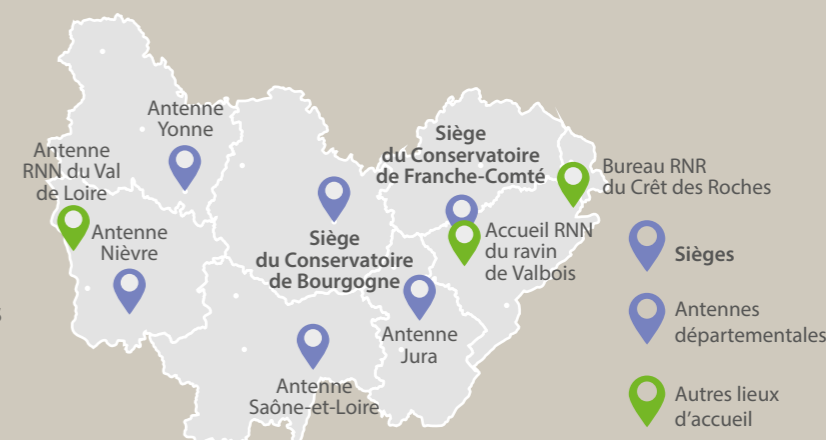 Antenne
Yonne
Antenne
RNN du Val
de Loire
Antenne
Nièvre
Siège
du Conservatoire
de Franche-Comté
Bureau RNR
du Crêt des Roches
Accueil RNN
du ravin
de Valbois
Siège
du Conservatoire
de Bourgogne
Antenne
Jura
Antenne
Saône-et-Loire
Sièges
Antennes
départementales
Autres lieux
d'accueil